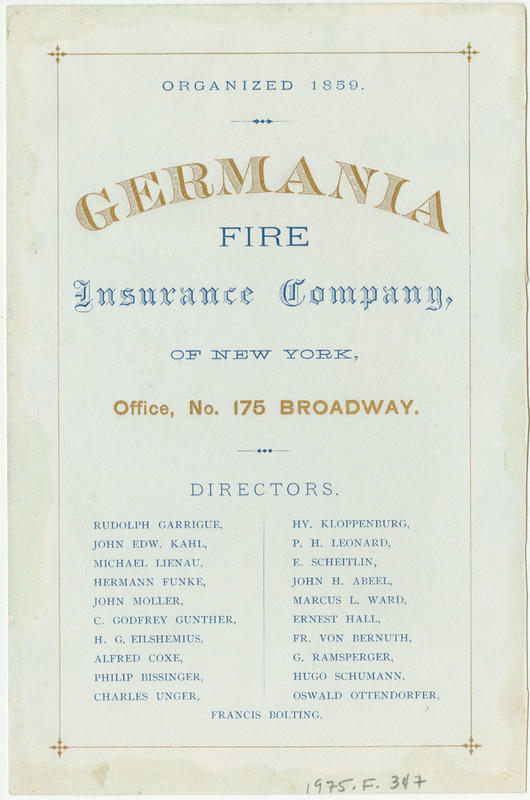 ORGANIZED 1859.
GERMANIA
FIRE
Insurance Company,
OF NEW YORK,
Office, No. 175 BROADWAY.
DIRECTORS.
RUDOLPH GARRIGUE,
JOHN EDW. KAHL,
MICHAEL LIENAU,
HERMANN FUNKE,
JOHN MOLLER,
C. GODFREY GUNTHER,
H. G. EILSHEMIUS,
ALFRED COXE,
PHILIP BISSINGER,
CHARLES UNGER,
HY. KLOPPENBURG,
P. H. LEONARD,
E. SCHEITLIN,
JOHN H. ABEEL,
MARCUS L. WARD,
ERNEST HALL,
FR. VON BERNUTH,
G. RAMSPERGER,
HUGO SCHUMANN,
OSWALD OTTENDORFER,
FRANCIS BOLTING.
1975.F.347